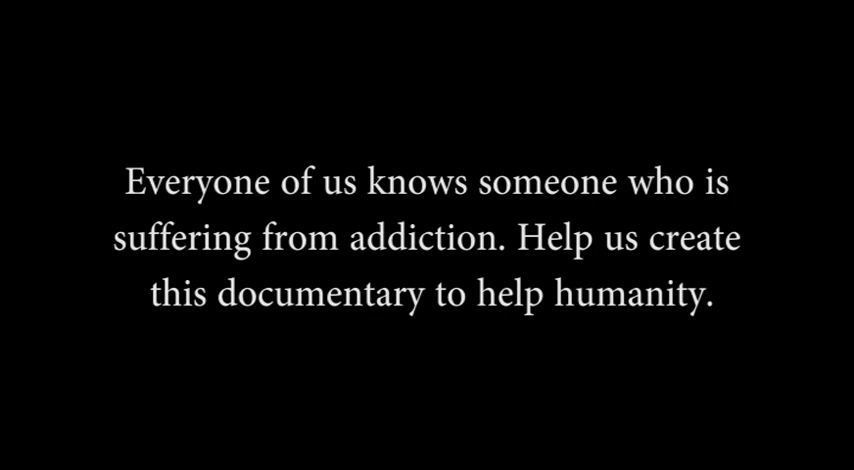 Everyone of us knows someone who is
suffering from addiction. Help us create
this documentary to help humanity.